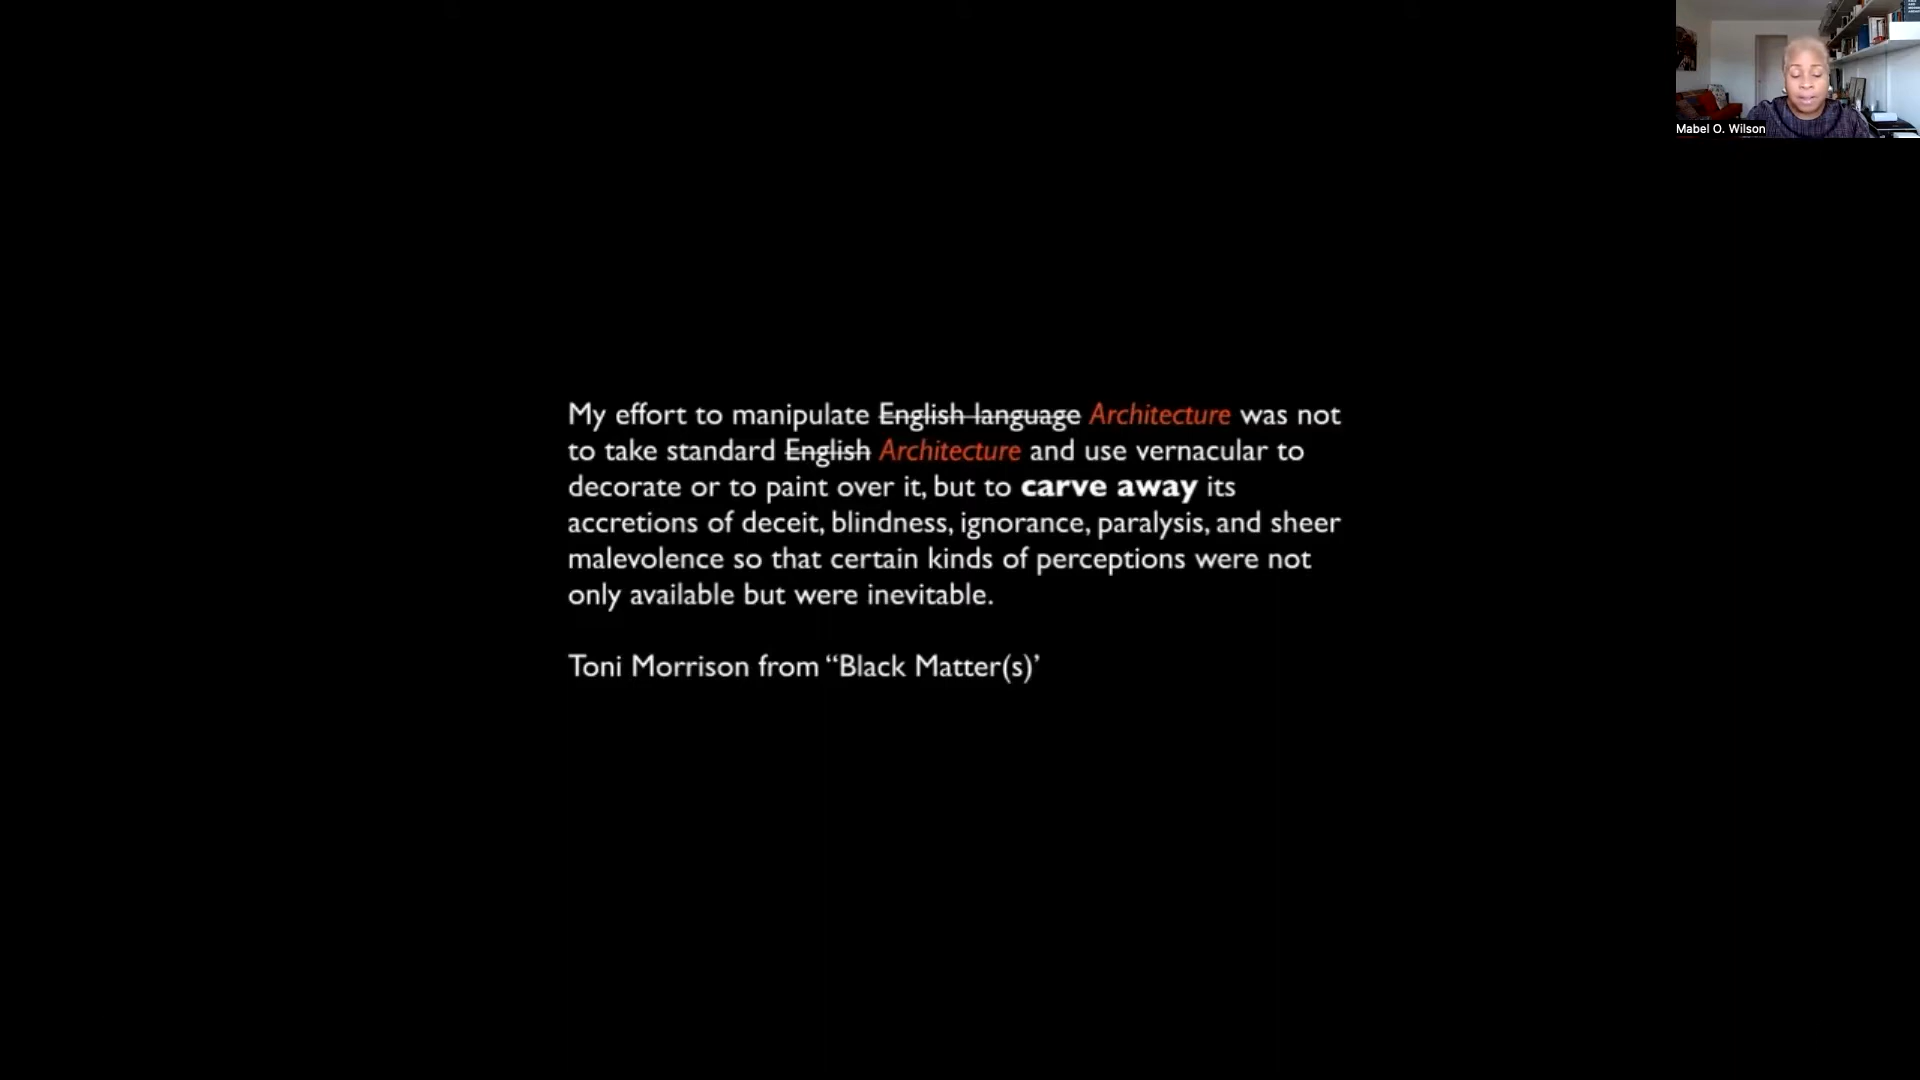 My effort to manipulate English language Architecture was not
to take standard English Architecture and use vernacular to
decorate or to paint over it, but to carve away its
accretions of deceit, blindness, ignorance, paralysis, and sheer
malevolence so that certain kinds of perceptions were not
only available but were inevitable.
Toni Morrison from “Black Matter(s)’
Mabel O. Wilson